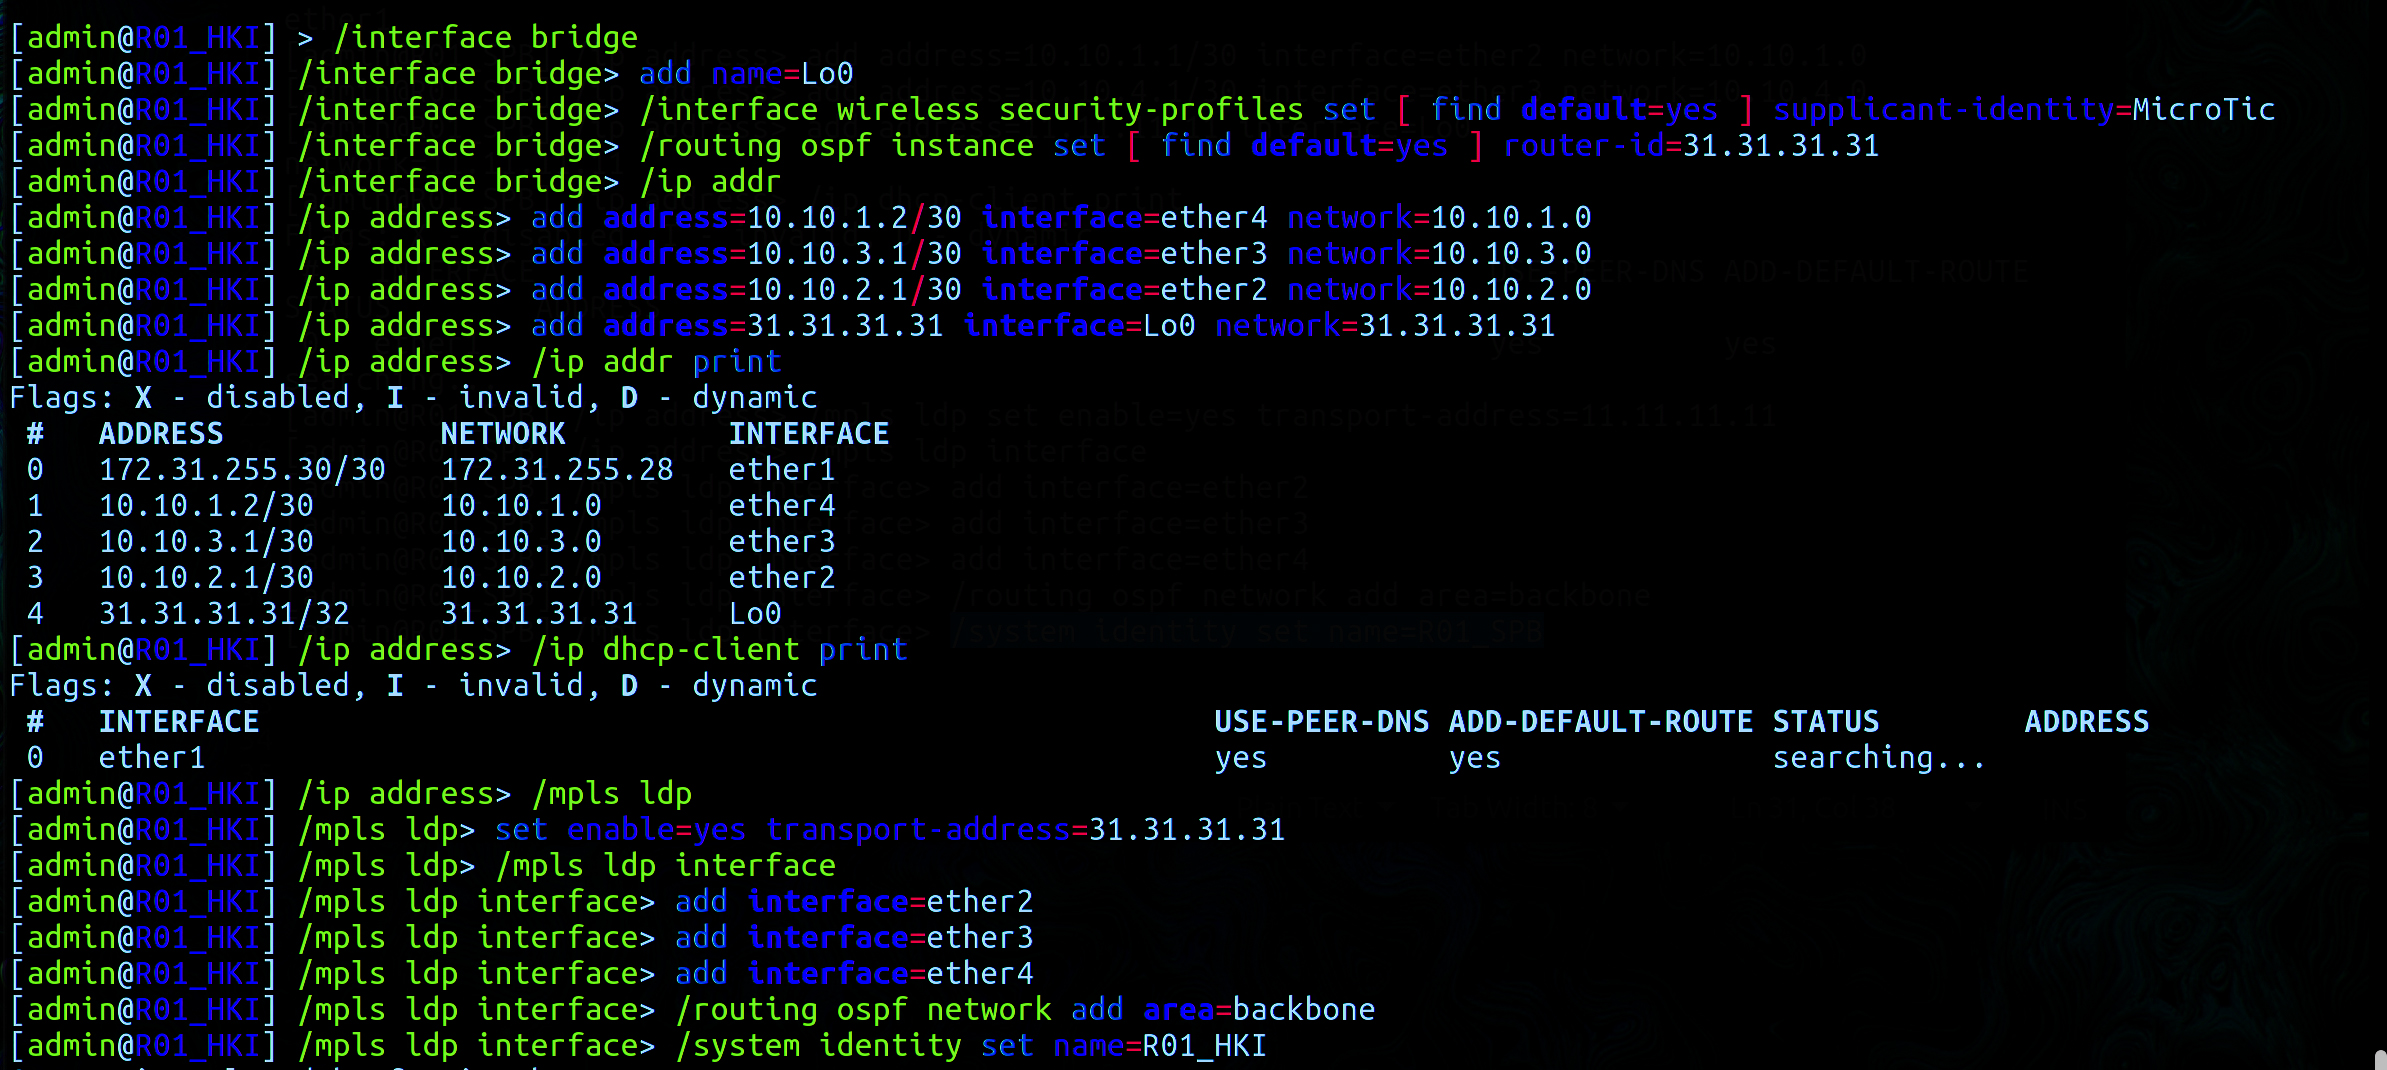 [admin@R01_HKI] > /interface bridge
[admin@R01_HKI] /interface bridge> add name=Lo0
[admin@R01_HKI] /interface bridge> /interface wireless security-profiles set [ find default=yes ] supplicant-identity=MicroTic
[admin@R01_HKI] /interface bridge> /routing ospf instance set [ find default=yes ] router-id=31.31.31.31
[admin@R01_HKI] /interface bridge> /ip addr
[admin@R01_HKI] /ip address> add address=10.10.1.2/30 interface=ether4 network=10.10.1.0
[admin@R01_HKI] /ip address> add address=10.10.3.1/30 interface=ether3 network=10.10.3.0
[admin@R01_HKI] /ip address> add address=10.10.2.1/30 interface=ether2 network=10.10.2.0
[admin@R01_HKI] /ip address> add address=31.31.31.31 interface=Lo0 network=31.31.31.31
[admin@R01_HKI] /ip address> /ip addr print
Flags: X - disabled, I - invalid, D - dynamic
# ADDRESS NETWORK INTERFACE
0 172.31.255.30/30 172.31.255.28 ether1
1 10.10.1.2/30 10.10.1.0 ether4
2 10.10.3.1/30 10.10.3.0 ether3
3 10.10.2.1/30 10.10.2.0 ether2
4 31.31.31.31/32 31.31.31.31 Lo0
[admin@R01_HKI] /ip address> /ip dhcp-client print
Flags: X - disabled, I - invalid, D - dynamic
# INTERFACE USE-PEER-DNS ADD-DEFAULT-ROUTE STATUS ADDRESS
0 ether1 yes yes searching...
[admin@R01_HKI] /ip address> /mpls ldp
[admin@R01_HKI] /mpls ldp> set enable=yes transport-address=31.31.31.31
[admin@R01_HKI] /mpls ldp> /mpls ldp interface
[admin@R01_HKI] /mpls ldp interface> add interface=ether2
[admin@R01_HKI] /mpls ldp interface> add interface=ether3
[admin@R01_HKI] /mpls ldp interface> add interface=ether4
[admin@R01_HKI] /mpls ldp interface> /routing ospf network add area=backbone
[admin@R01_HKI] /mpls ldp interface> /system identity set name=R01_HKI